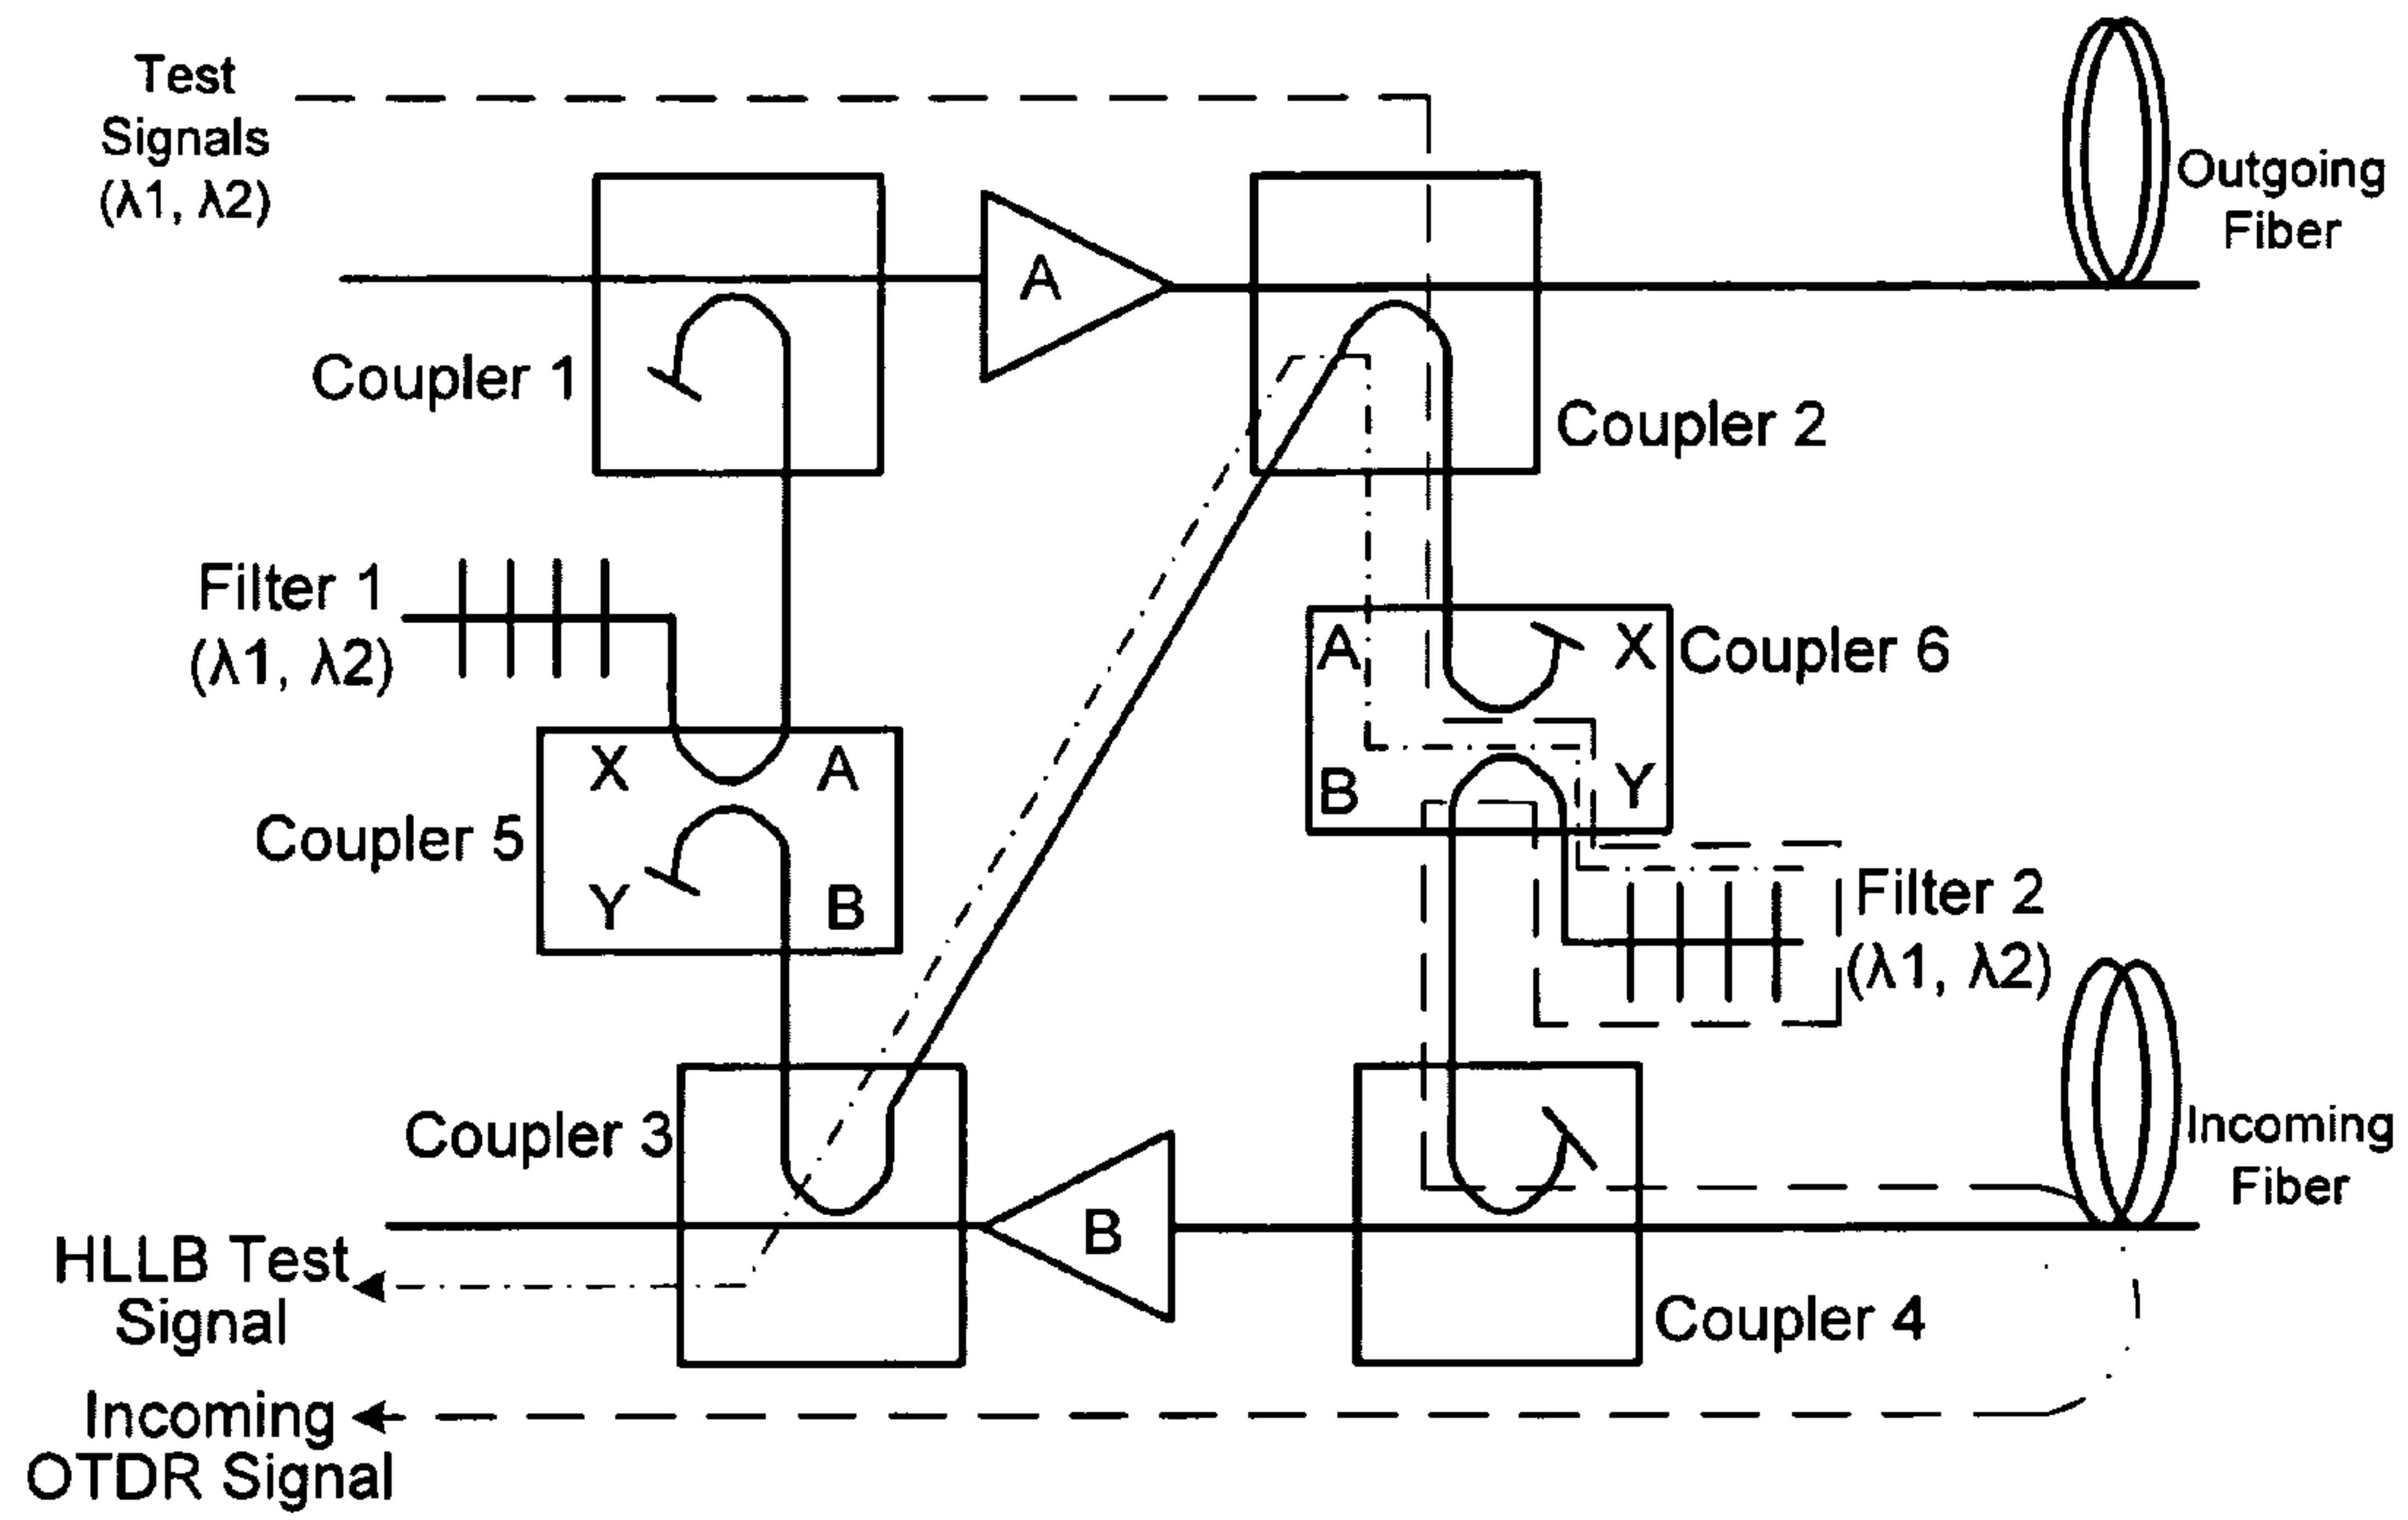 Test
Signals
(λ1, λ2)
Outgoing
Fiber
A
Coupler 1
Coupler 2
Filter 1
(λ1, λ2)
A
X
Coupler 6
B
Y
X
A
Coupler 5
Y
B
Filter 2
(λ1, λ2)
Coupler 3
B
Incoming
Fiber
HLLB Test
Signal
Coupler 4
Incoming
OTDR Signal